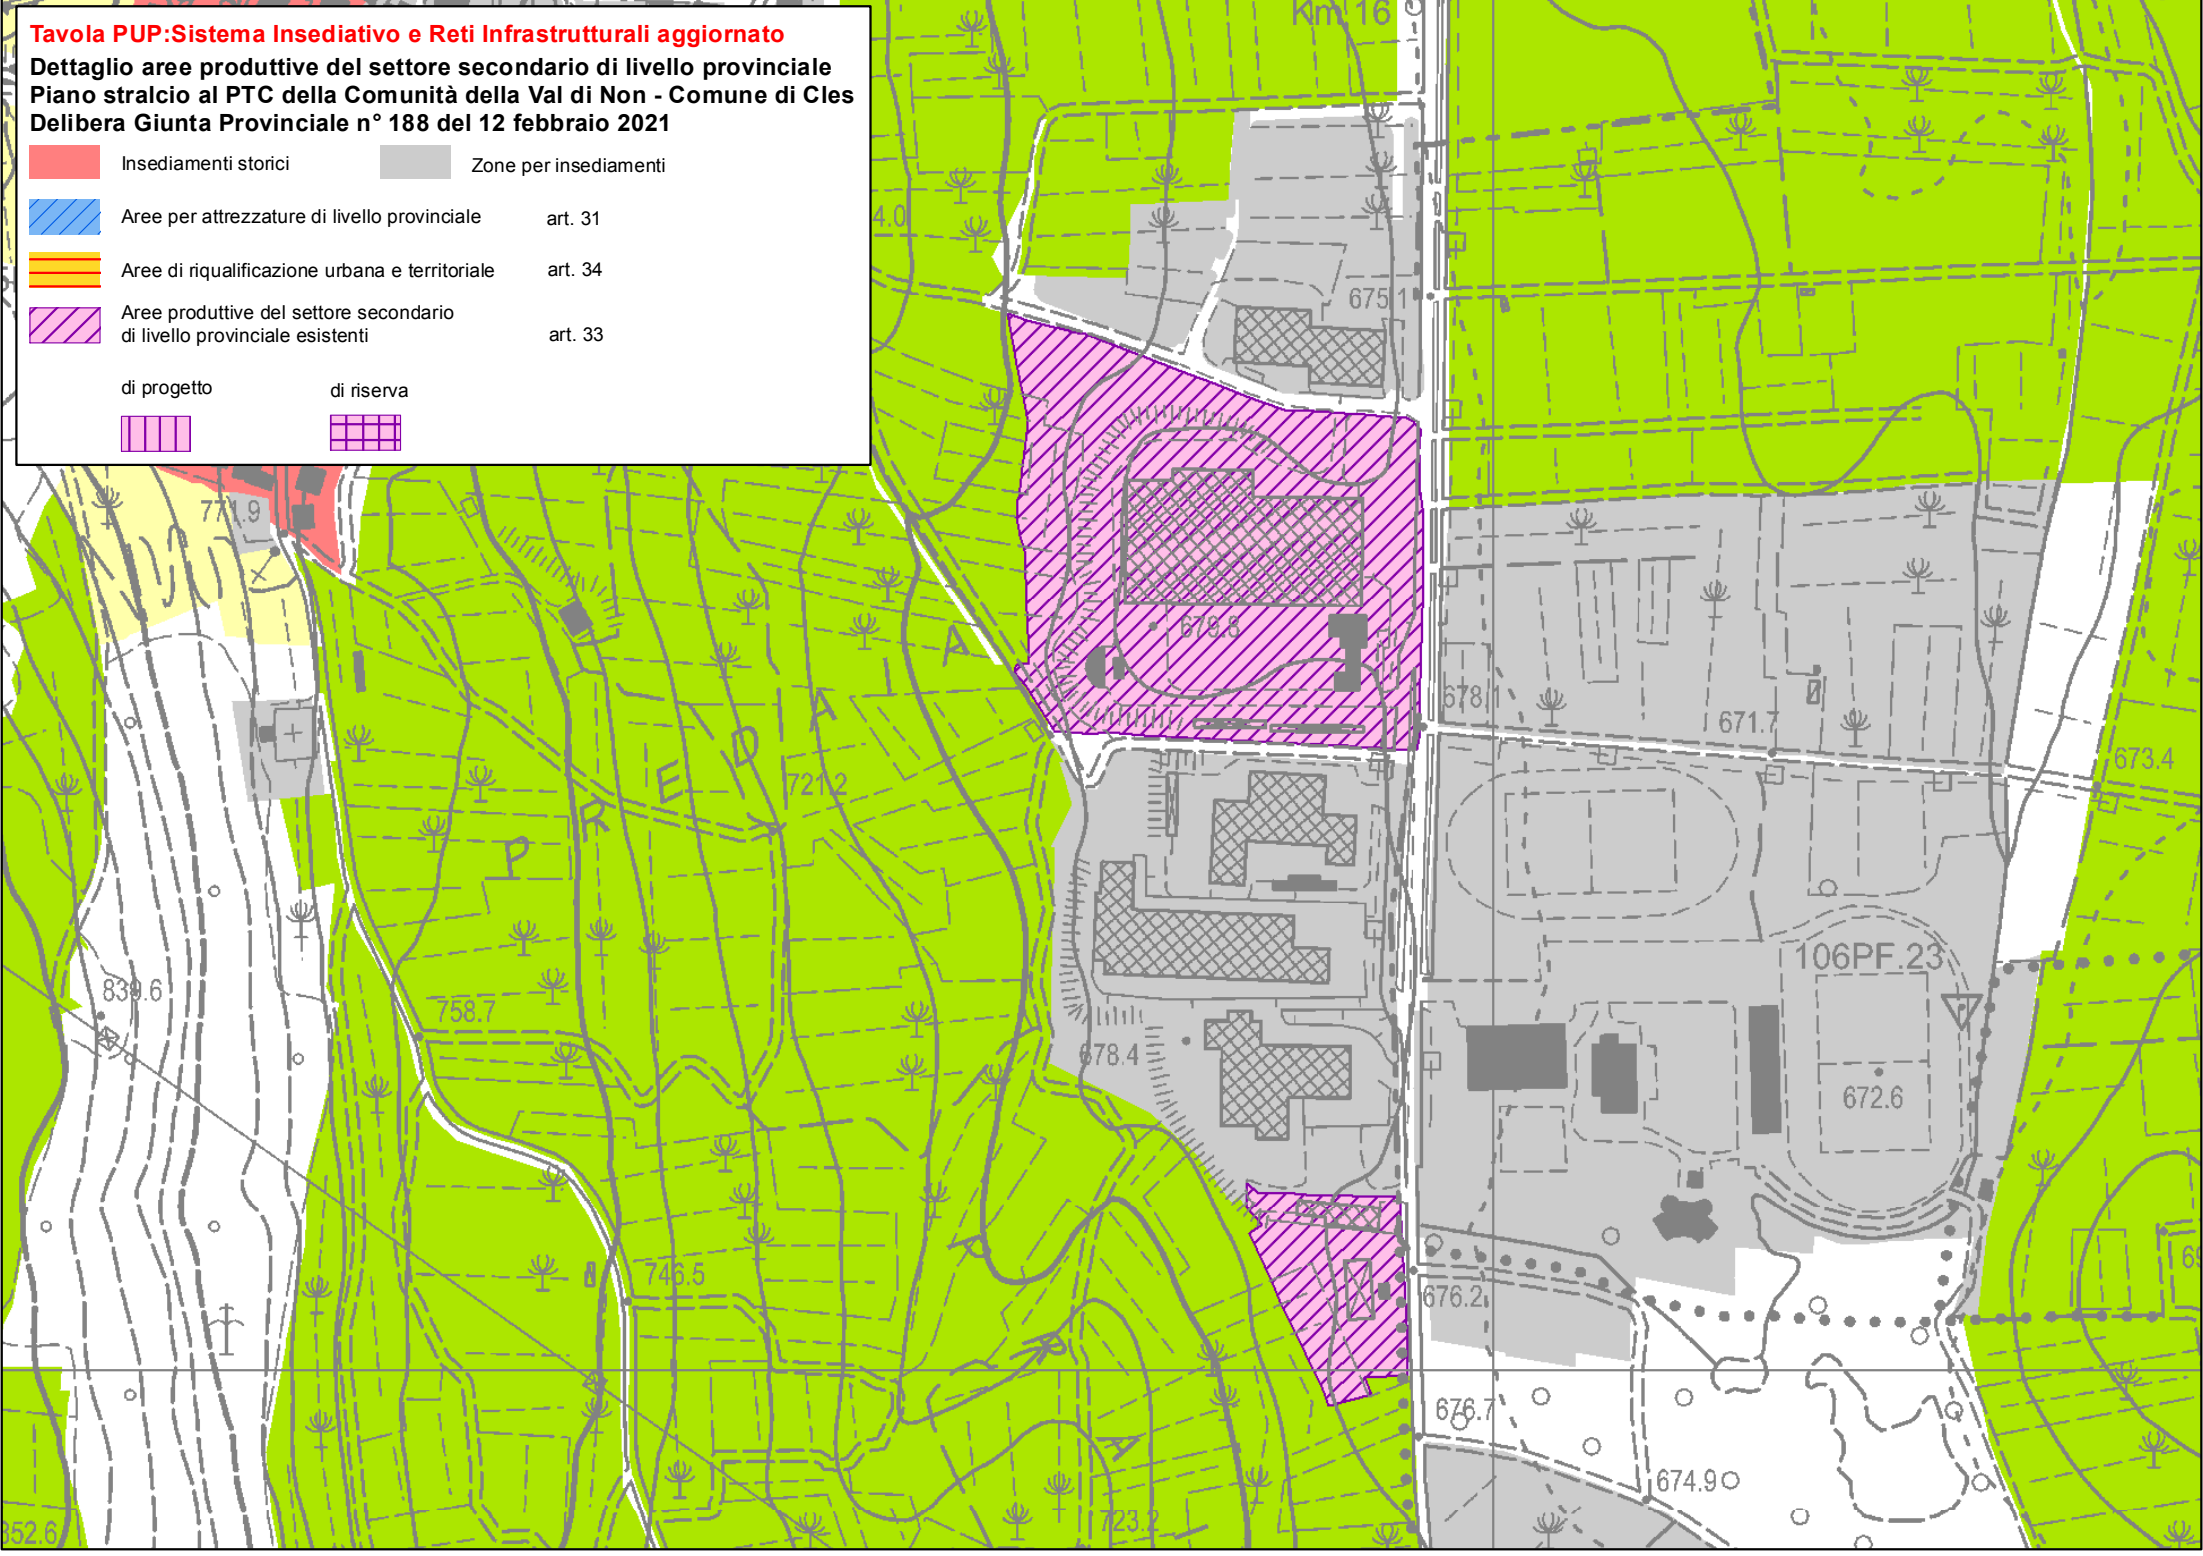 Tavola PUP:Sistema Insediativo e Reti Infrastrutturali aggiornato
Dettaglio aree produttive del settore secondario di livello provinciale
Piano stralcio al PTC della Comunità della Val di Non - Comune di Cles
Delibera Giunta Provinciale n° 188 del 12 febbraio 2021
Insediamenti storici
Zone per insediamenti
Aree per attrezzature di livello provinciale
art. 31
Aree di riqualificazione urbana e territoriale
art. 34
Aree produttive del settore secondario
di livello provinciale esistenti
art. 33
di progetto
di riserva
Km 16
4.0
675.1
771.9
679.8
678.1
671.7
673.4
PREDAIA
721.2
839.6
758.7
106PF.23
678.4
672.6
746.5
676.2
676.7
674.9
723.2
352.6